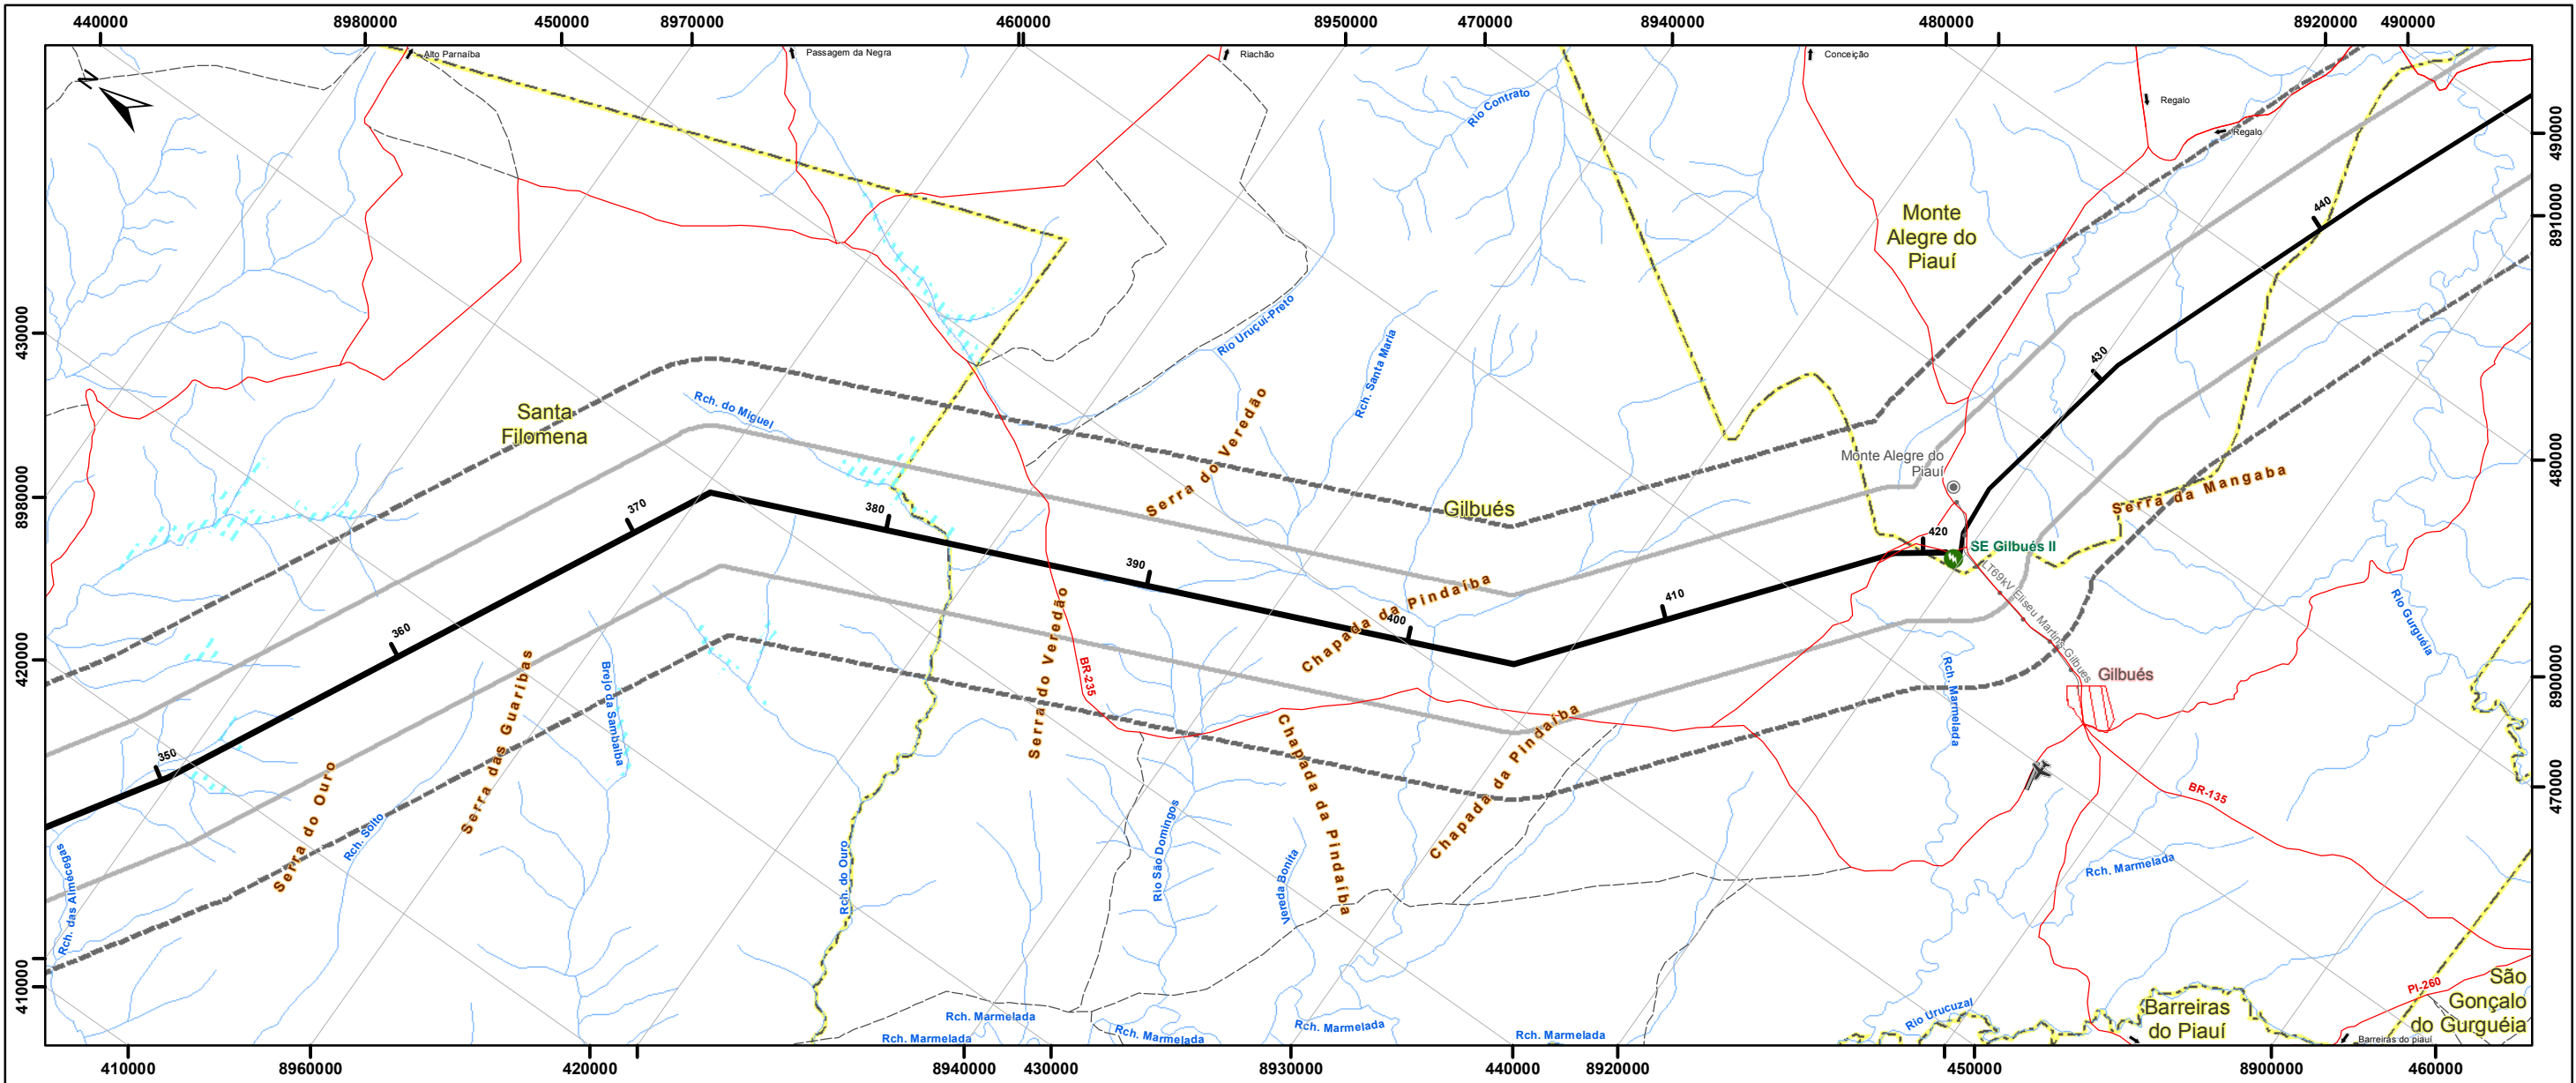 440000
8980000
450000
8970000
460000
8950000
470000
8940000
480000
8920000
490000
Alto Parnaíba
Passagem da Negra
Riachão
Conceição
Regalo
Regalo
N
Rio Contrato
490000
8910000
480000
8900000
470000
430000
8980000
420000
410000
Monte
Alegre do
Piauí
440
430
Rio Uruçuí-Preto
Rch. Santa Maria
Serra do Veredão
Santa
Filomena
Rch. do Miguel
370
380
390
400
410
420
360
350
Gilbués
Monte Alegre do
Piauí
SE Gilbués II
Serra da Mangaba
LT69kV Eliseu Martins-Gilbues
Gilbués
Rio Gurguéia
Chapada da Pindaíba
Serra do Veredão
BR-235
Serra das Guaribas
Brejo da Sambaíba
Serra do Ouro
Rch. Sôlto
Rch. das Almécegas
Rch. do Ouro
Rio São Domingos
Vereda Bonita
Chapada da Pindaíba
Chapada da Pindaíba
Rch. Marmelada
BR-135
Rch. Marmelada
PI-260
São
Gonçalo
do Gurguéia
Barreiras
do Piauí
Rio Urucuzal
Barreiras do piauí
Rch. Marmelada
Rch. Marmelada
Rch. Marmelada
Rch. Marmelada
Rch. Marmelada
410000
8960000
420000
8940000
430000
8930000
440000
8920000
450000
8900000
460000